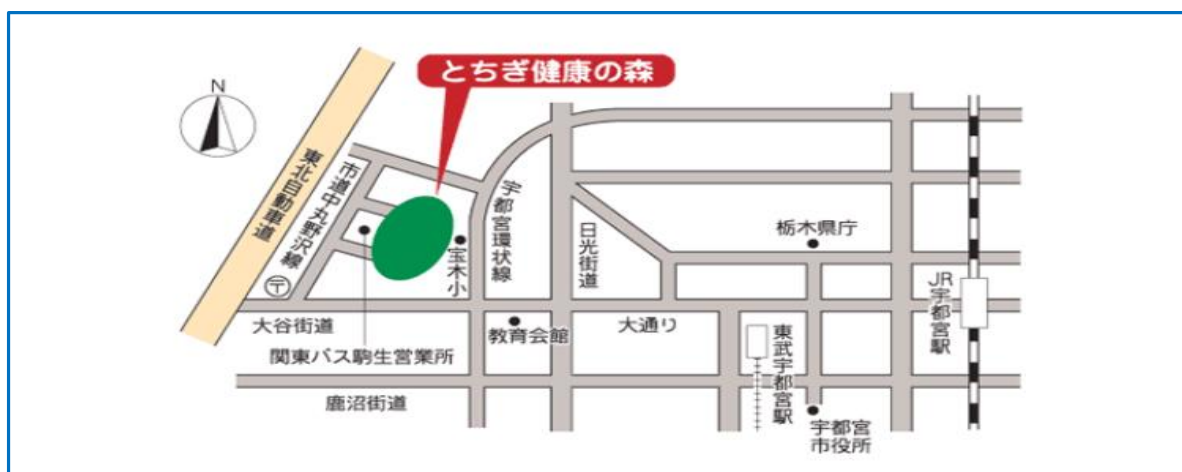 とちぎ健康の森
N
東北自動車道
市道中丸野沢線
宇都宮環状線
日光街道
栃木県庁
宝木小
〒
JR宇都宮駅
大谷街道
教育会館
大通り
関東バス駒生営業所
東武宇都宮駅
鹿沼街道
宇都宮
市役所